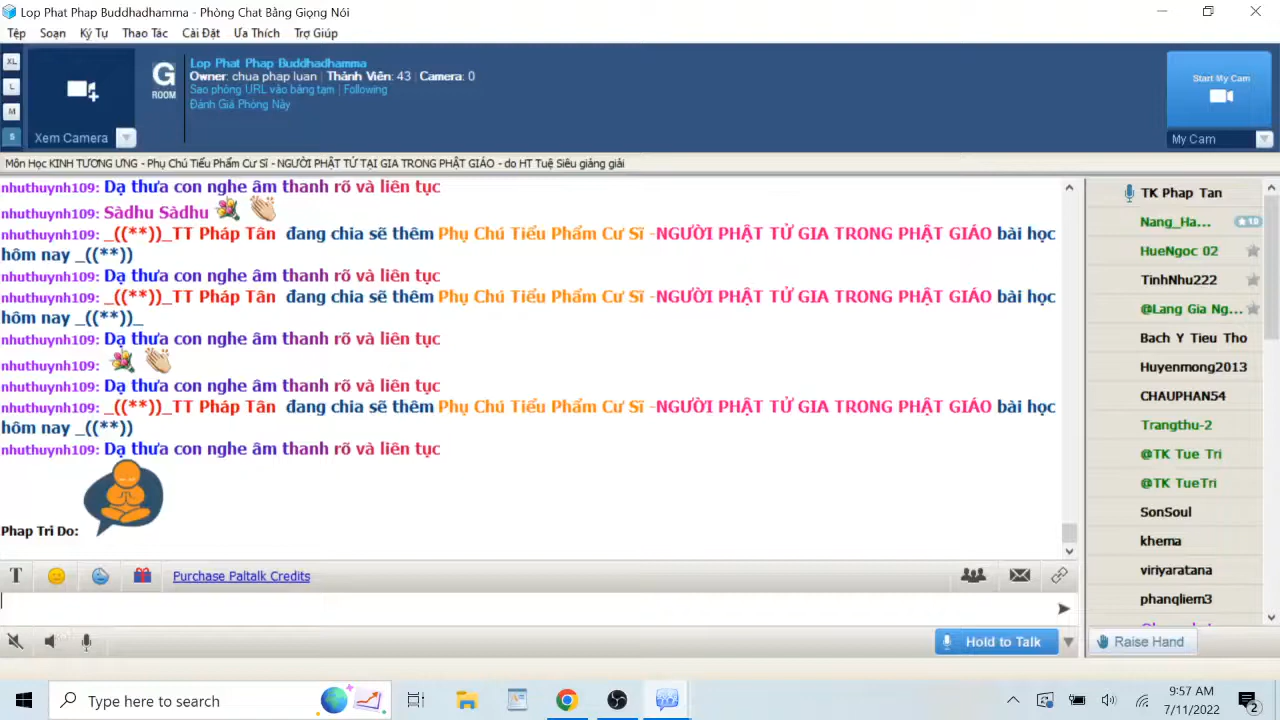 Lop Phat Phap Buddhadhamma - Phòng Chat Bằng Giọng Nói
Tệp Soạn Ký Tự Thao Tác Cài Đặt Ưa Thích Trợ Giúp
XL
L
M
S
Xem Camera
G
ROOM
Lop Phat Phap Buddhadhamma
Owner: chua phap luan | Thành Viên: 43 | Camera: 0
Sao phòng URL vào bảng tạm | Following
Đánh Giá Phòng Này
Start My Cam
My Cam
Môn Học KINH TƯƠNG ƯNG - Phụ Chú Tiểu Phẩm Cư Sĩ - NGƯỜI PHẬT TỬ TẠI GIA TRONG PHẬT GIÁO - do HT Tuệ Siêu giảng giải
nhuthuynh109: Dạ thưa con nghe âm thanh rõ và liên tục
nhuthuynh109: Sàdhu Sàdhu
nhuthuynh109: _((**))_TT Pháp Tân đang chia sẽ thêm Phụ Chú Tiểu Phẩm Cư Sĩ -NGƯỜI PHẬT TỬ GIA TRONG PHẬT GIÁO bài học
hôm nay _((**))
nhuthuynh109: Dạ thưa con nghe âm thanh rõ và liên tục
nhuthuynh109: _((**))_TT Pháp Tân đang chia sẽ thêm Phụ Chú Tiểu Phẩm Cư Sĩ -NGƯỜI PHẬT TỬ GIA TRONG PHẬT GIÁO bài học
hôm nay _((**))_
nhuthuynh109: Dạ thưa con nghe âm thanh rõ và liên tục
nhuthuynh109:
nhuthuynh109: Dạ thưa con nghe âm thanh rõ và liên tục
nhuthuynh109: _((**))_TT Pháp Tân đang chia sẽ thêm Phụ Chú Tiểu Phẩm Cư Sĩ -NGƯỜI PHẬT TỬ GIA TRONG PHẬT GIÁO bài học
hôm nay _((**))
nhuthuynh109: Dạ thưa con nghe âm thanh rõ và liên tục
Phap Tri Do:
TK Phap Tan
Nang_Ha... 10
HueNgoc 02
TinhNhu222
@Lang Gia Ng...
Bach Y Tieu Tho
Huyenmong2013
CHAUPHAN54
Trangthu-2
@TK Tue Tri
@TK TueTri
SonSoul
khema
viriyaratana
phanqliem3
T Purchase Paltalk Credits
Hold to Talk
Raise Hand
Type here to search
9:57 AM
7/11/2022
2